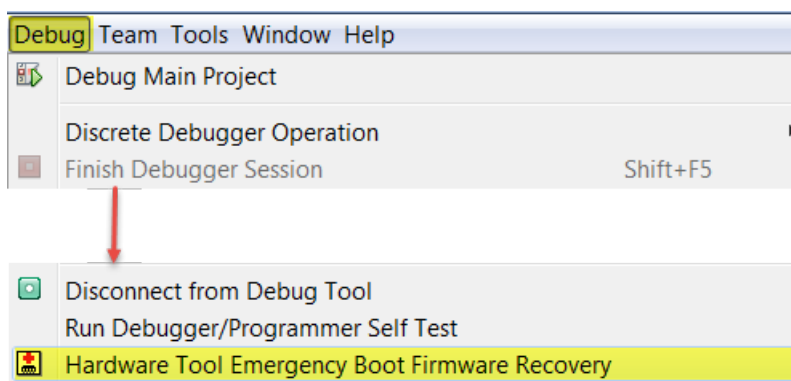 Debug Team Tools Window Help
Debug Main Project
Discrete Debugger Operation
Finish Debugger Session Shift+F5
Disconnect from Debug Tool
Run Debugger/Programmer Self Test
Hardware Tool Emergency Boot Firmware Recovery